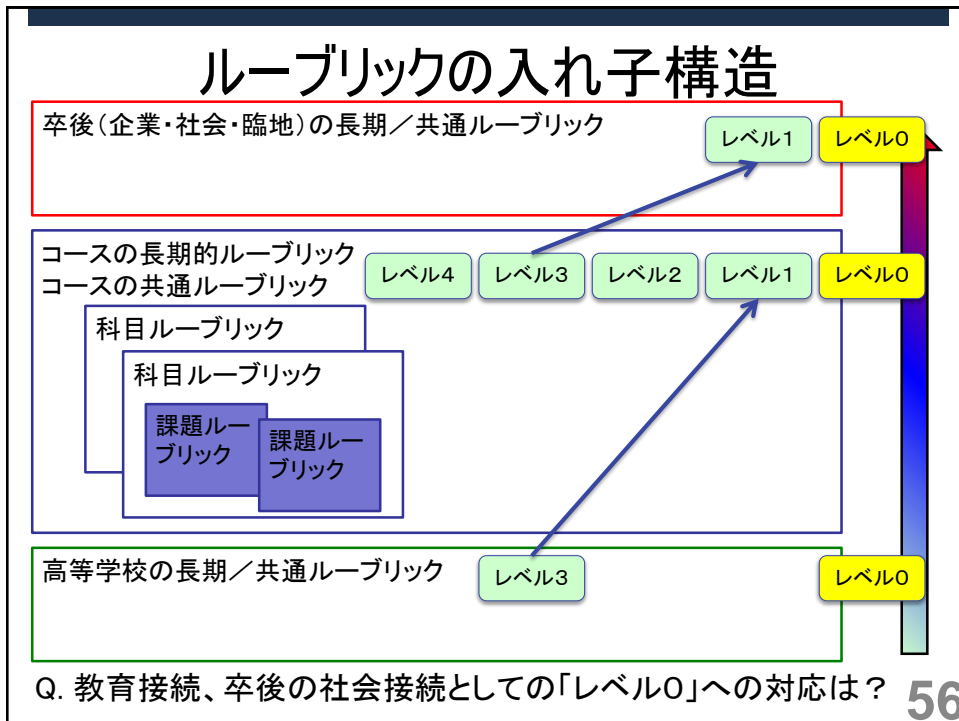 ルーブリックの入れ子構造
卒後(企業・社会・臨地)の長期/共通ルーブリック
レベル1
レベル0
コースの長期的ルーブリック
コースの共通ルーブリック
レベル4
レベル3
レベル2
レベル1
レベル0
科目ルーブリック
科目ルーブリック
課題ルー
ブリック
課題ルー
ブリック
高等学校の長期/共通ルーブリック
レベル3
レベル0
Q. 教育接続、卒後の社会接続としての「レベル0」への対応は?
56